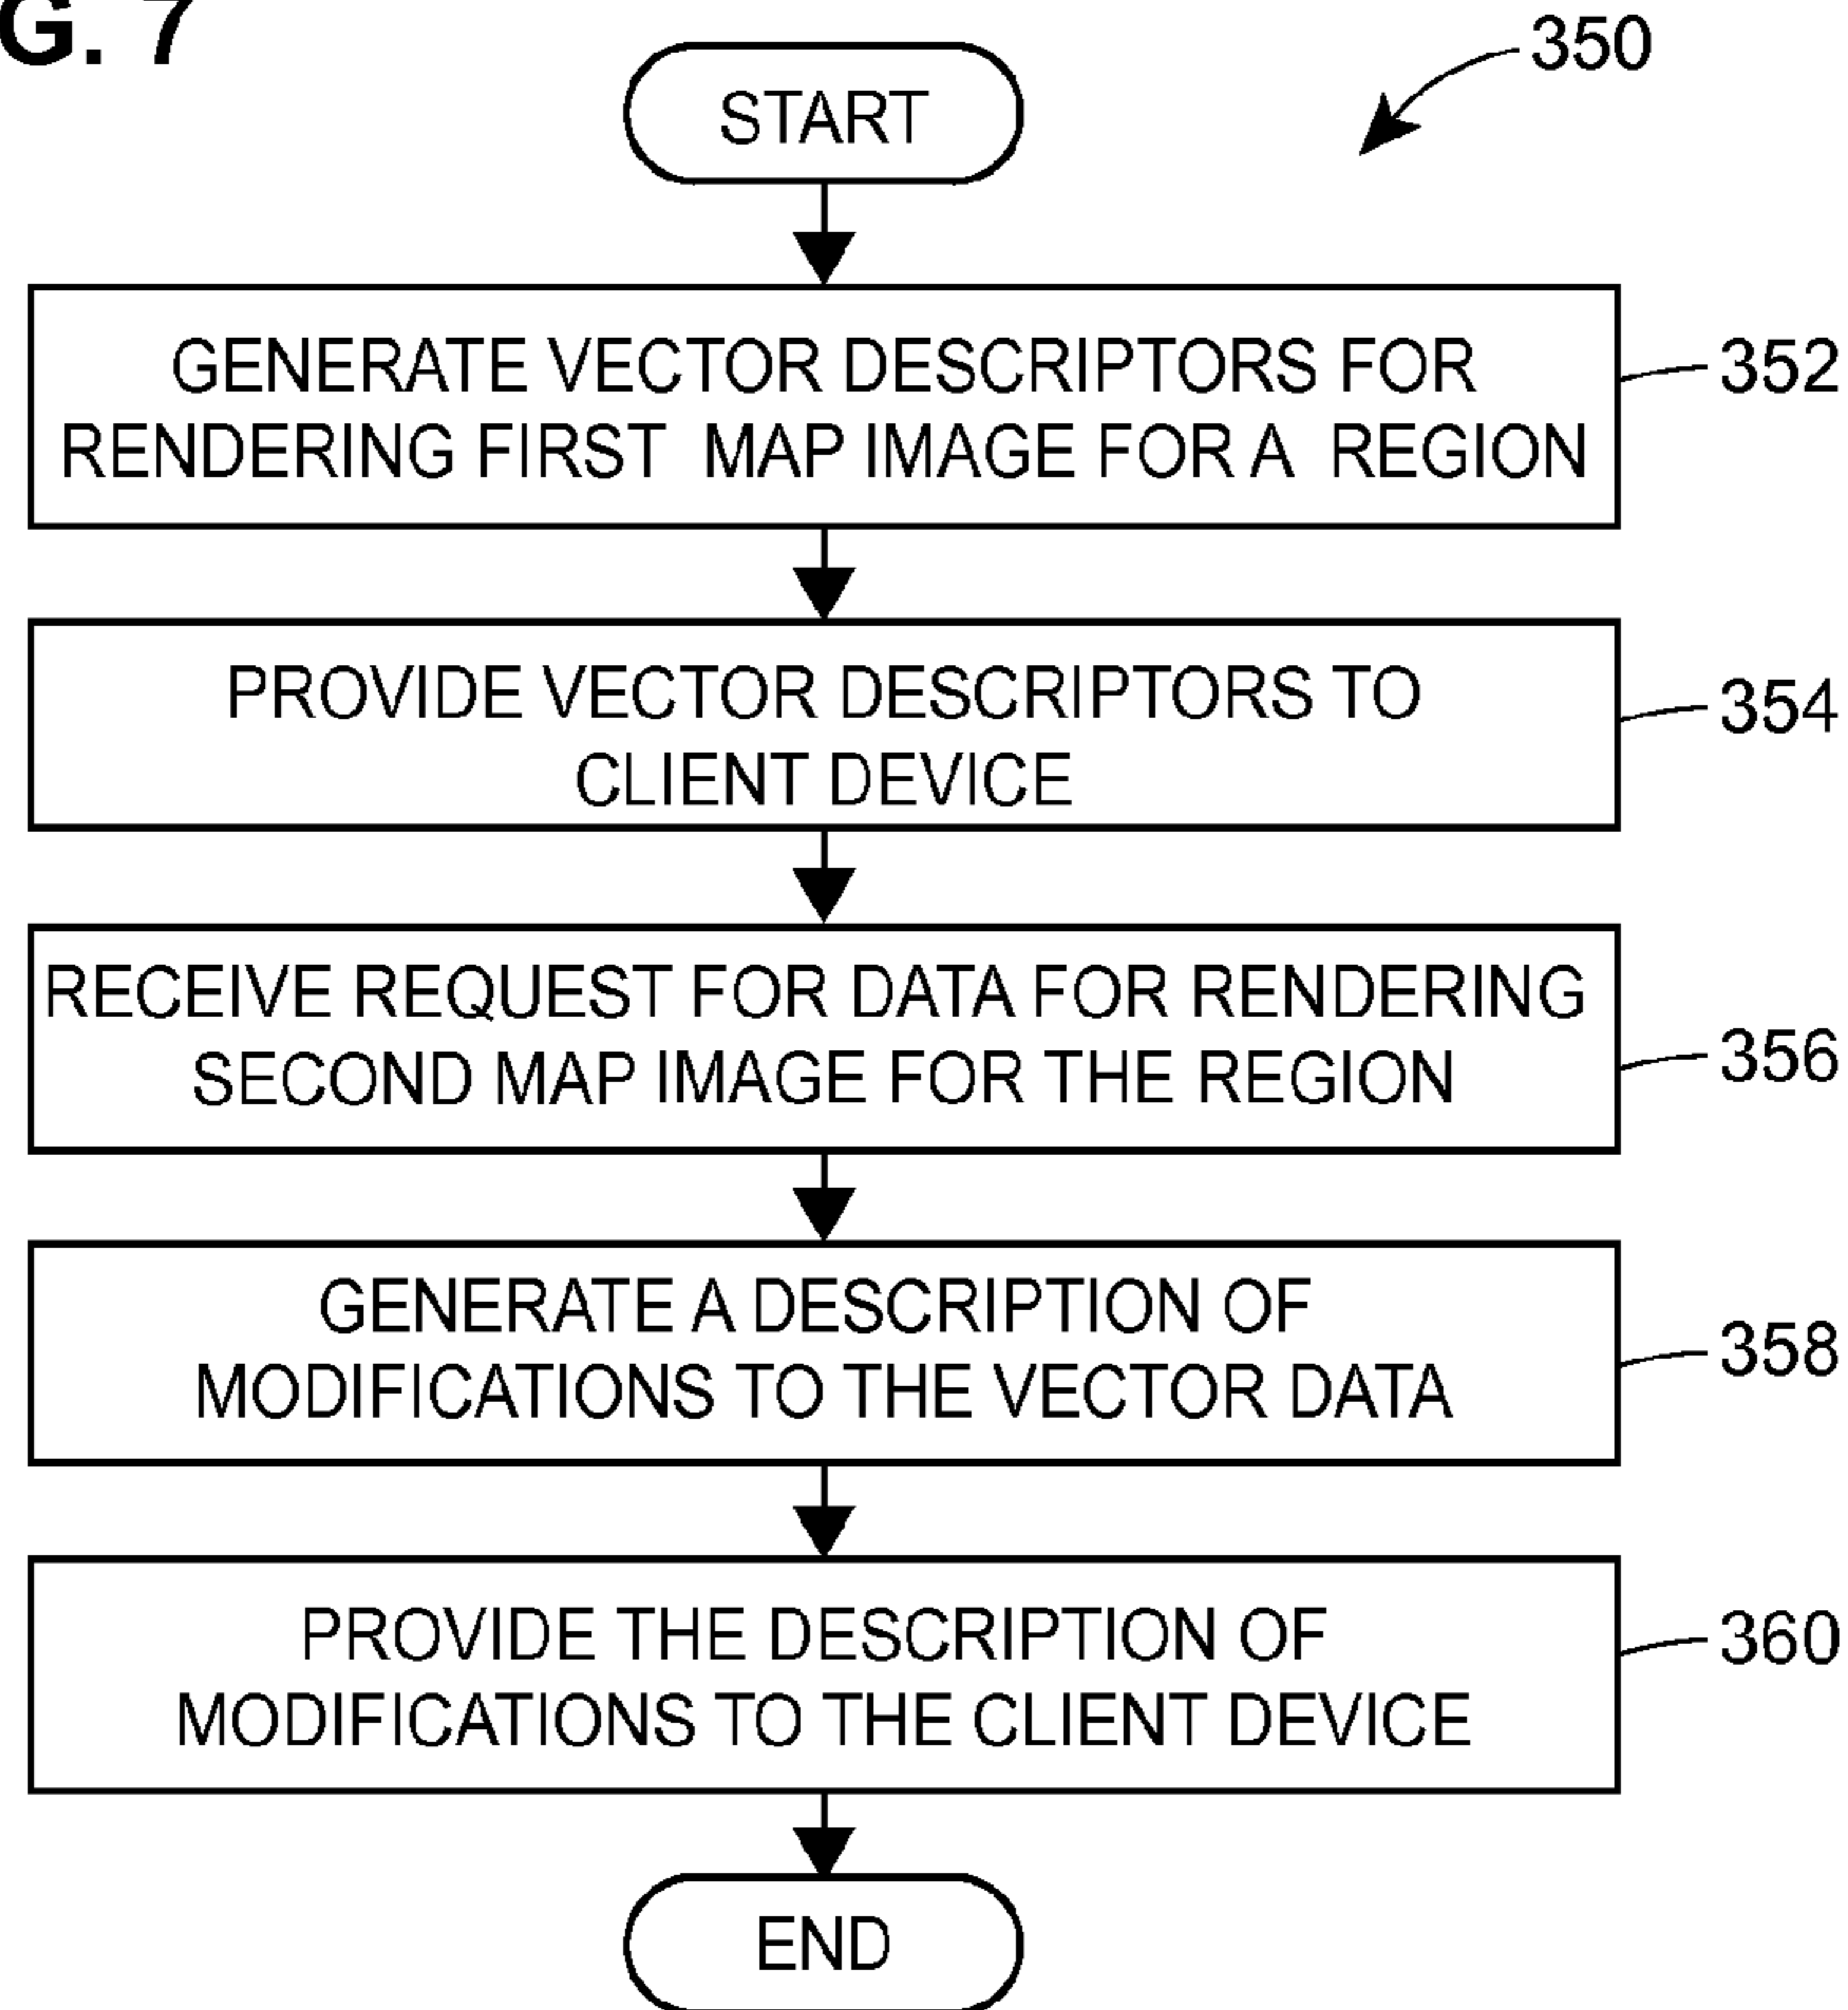 G. 7
350
START
GENERATE VECTOR DESCRIPTORS FOR
RENDERING FIRST MAP IMAGE FOR A REGION
352
PROVIDE VECTOR DESCRIPTORS TO
CLIENT DEVICE
354
RECEIVE REQUEST FOR DATA FOR RENDERING
SECOND MAP IMAGE FOR THE REGION
356
GENERATE A DESCRIPTION OF
MODIFICATIONS TO THE VECTOR DATA
358
PROVIDE THE DESCRIPTION OF
MODIFICATIONS TO THE CLIENT DEVICE
360
END